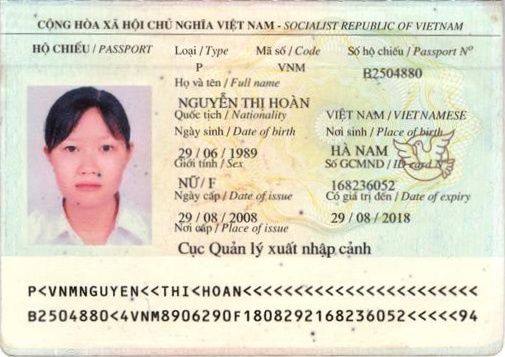 CỘNG HÒA XÃ HỘI CHỦ NGHĨA VIỆT NAM - SOCIALIST REPUBLIC OF VIETNAM
HỘ CHIẾU / PASSPORT Loại / Type Mã số / Code Số hộ chiếu / Passport Nº
P VNM B2504880
Họ và tên / Full name
NGUYỄN THỊ HOÀN
Quốc tịch / Nationality VIỆT NAM / VIETNAMESE
Ngày sinh / Date of birth Nơi sinh / Place of birth
29 / 06 / 1989 HÀ NAM
Giới tính / Sex Số GCMND / ID card Nº
NỮ / F 168236052
Ngày cấp / Date of issue Có giá trị đến / Date of expiry
29 / 08 / 2008 29 / 08 / 2018
Nơi cấp / Place of issue
Cục Quản lý xuất nhập cảnh
P<VNMNGUYEN<<THI<HOAN<<<<<<<<<<<<<<<<<<<<<<<
B2504880<4VNM8906290F1808292168236052<<<<<94